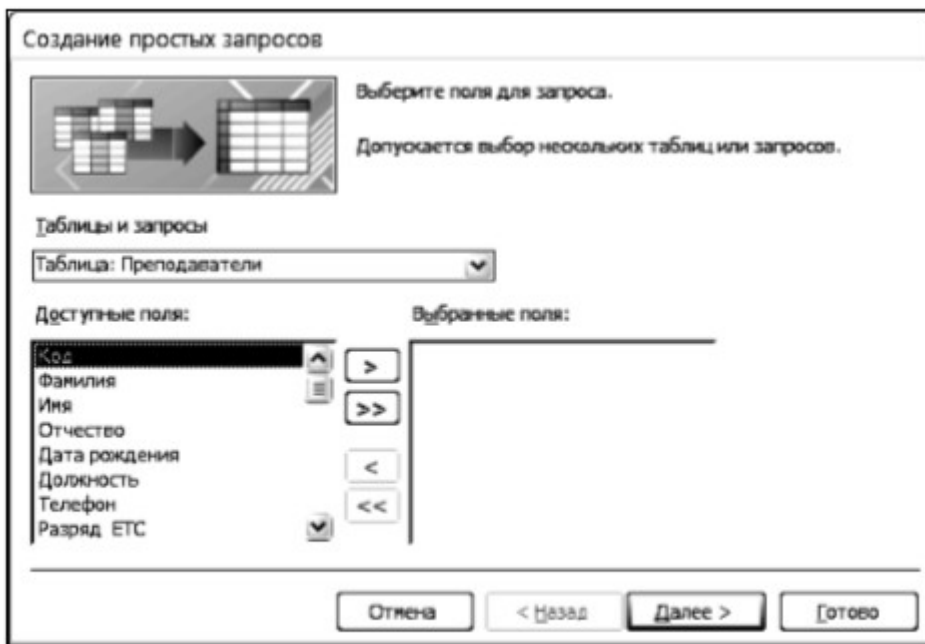 Создание простых запросов
Выберите поля для запроса.
Допускается выбор нескольких таблиц или запросов.
Таблицы и запросы
Таблица: Преподаватели
Доступные поля:
Выбранные поля:
Код
Фамилия
Имя
Отчество
Дата рождения
Должность
Телефон
Разряд ЕТС
>
>>
<
<<
Отмена
< Назад
Далее >
Готово